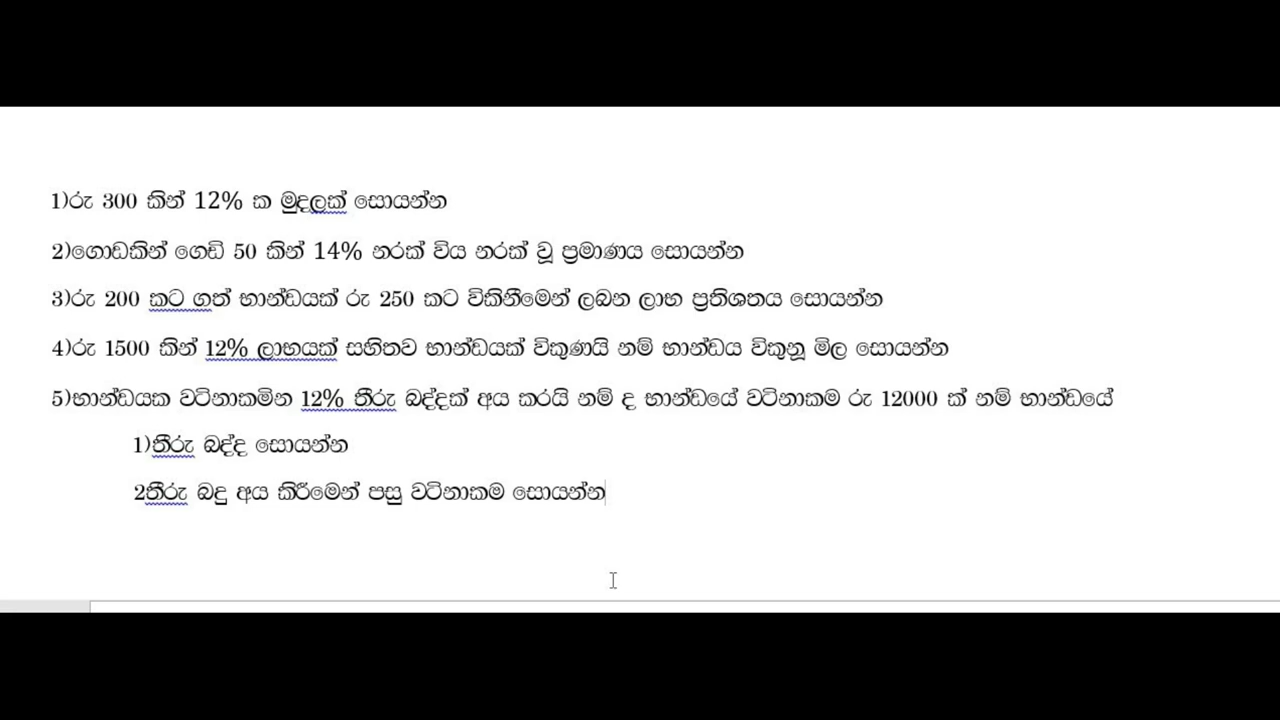 1)රු 300 කින් 12% ක මුදලක් සොයන්න
2)ගොඩකින් ගෙඩි 50 කින් 14% නරක් විය නරක් වූ ප්‍රමාණය සොයන්න
3)රු 200 කට ගත් භාන්ඩයක් රු 250 කට විකිනීමෙන් ලබන ලාභ ප්‍රතිශතය සොයන්න
4)රු 1500 කින් 12% ලාභයක් සහිතව භාන්ඩයක් විකුණයි නම් භාන්ඩය විකුනූ මිල සොයන්න
5)භාන්ඩයක වටිනාකමින 12% තීරු බද්දක් අය කරයි නම් ද භාන්ඩයේ වටිනාකම රු 12000 ක් නම් භාන්ඩයේ
1)තීරු බද්ද සොයන්න
2තීරු බදු අය කිරීමෙන් පසු වටිනාකම සොයන්න